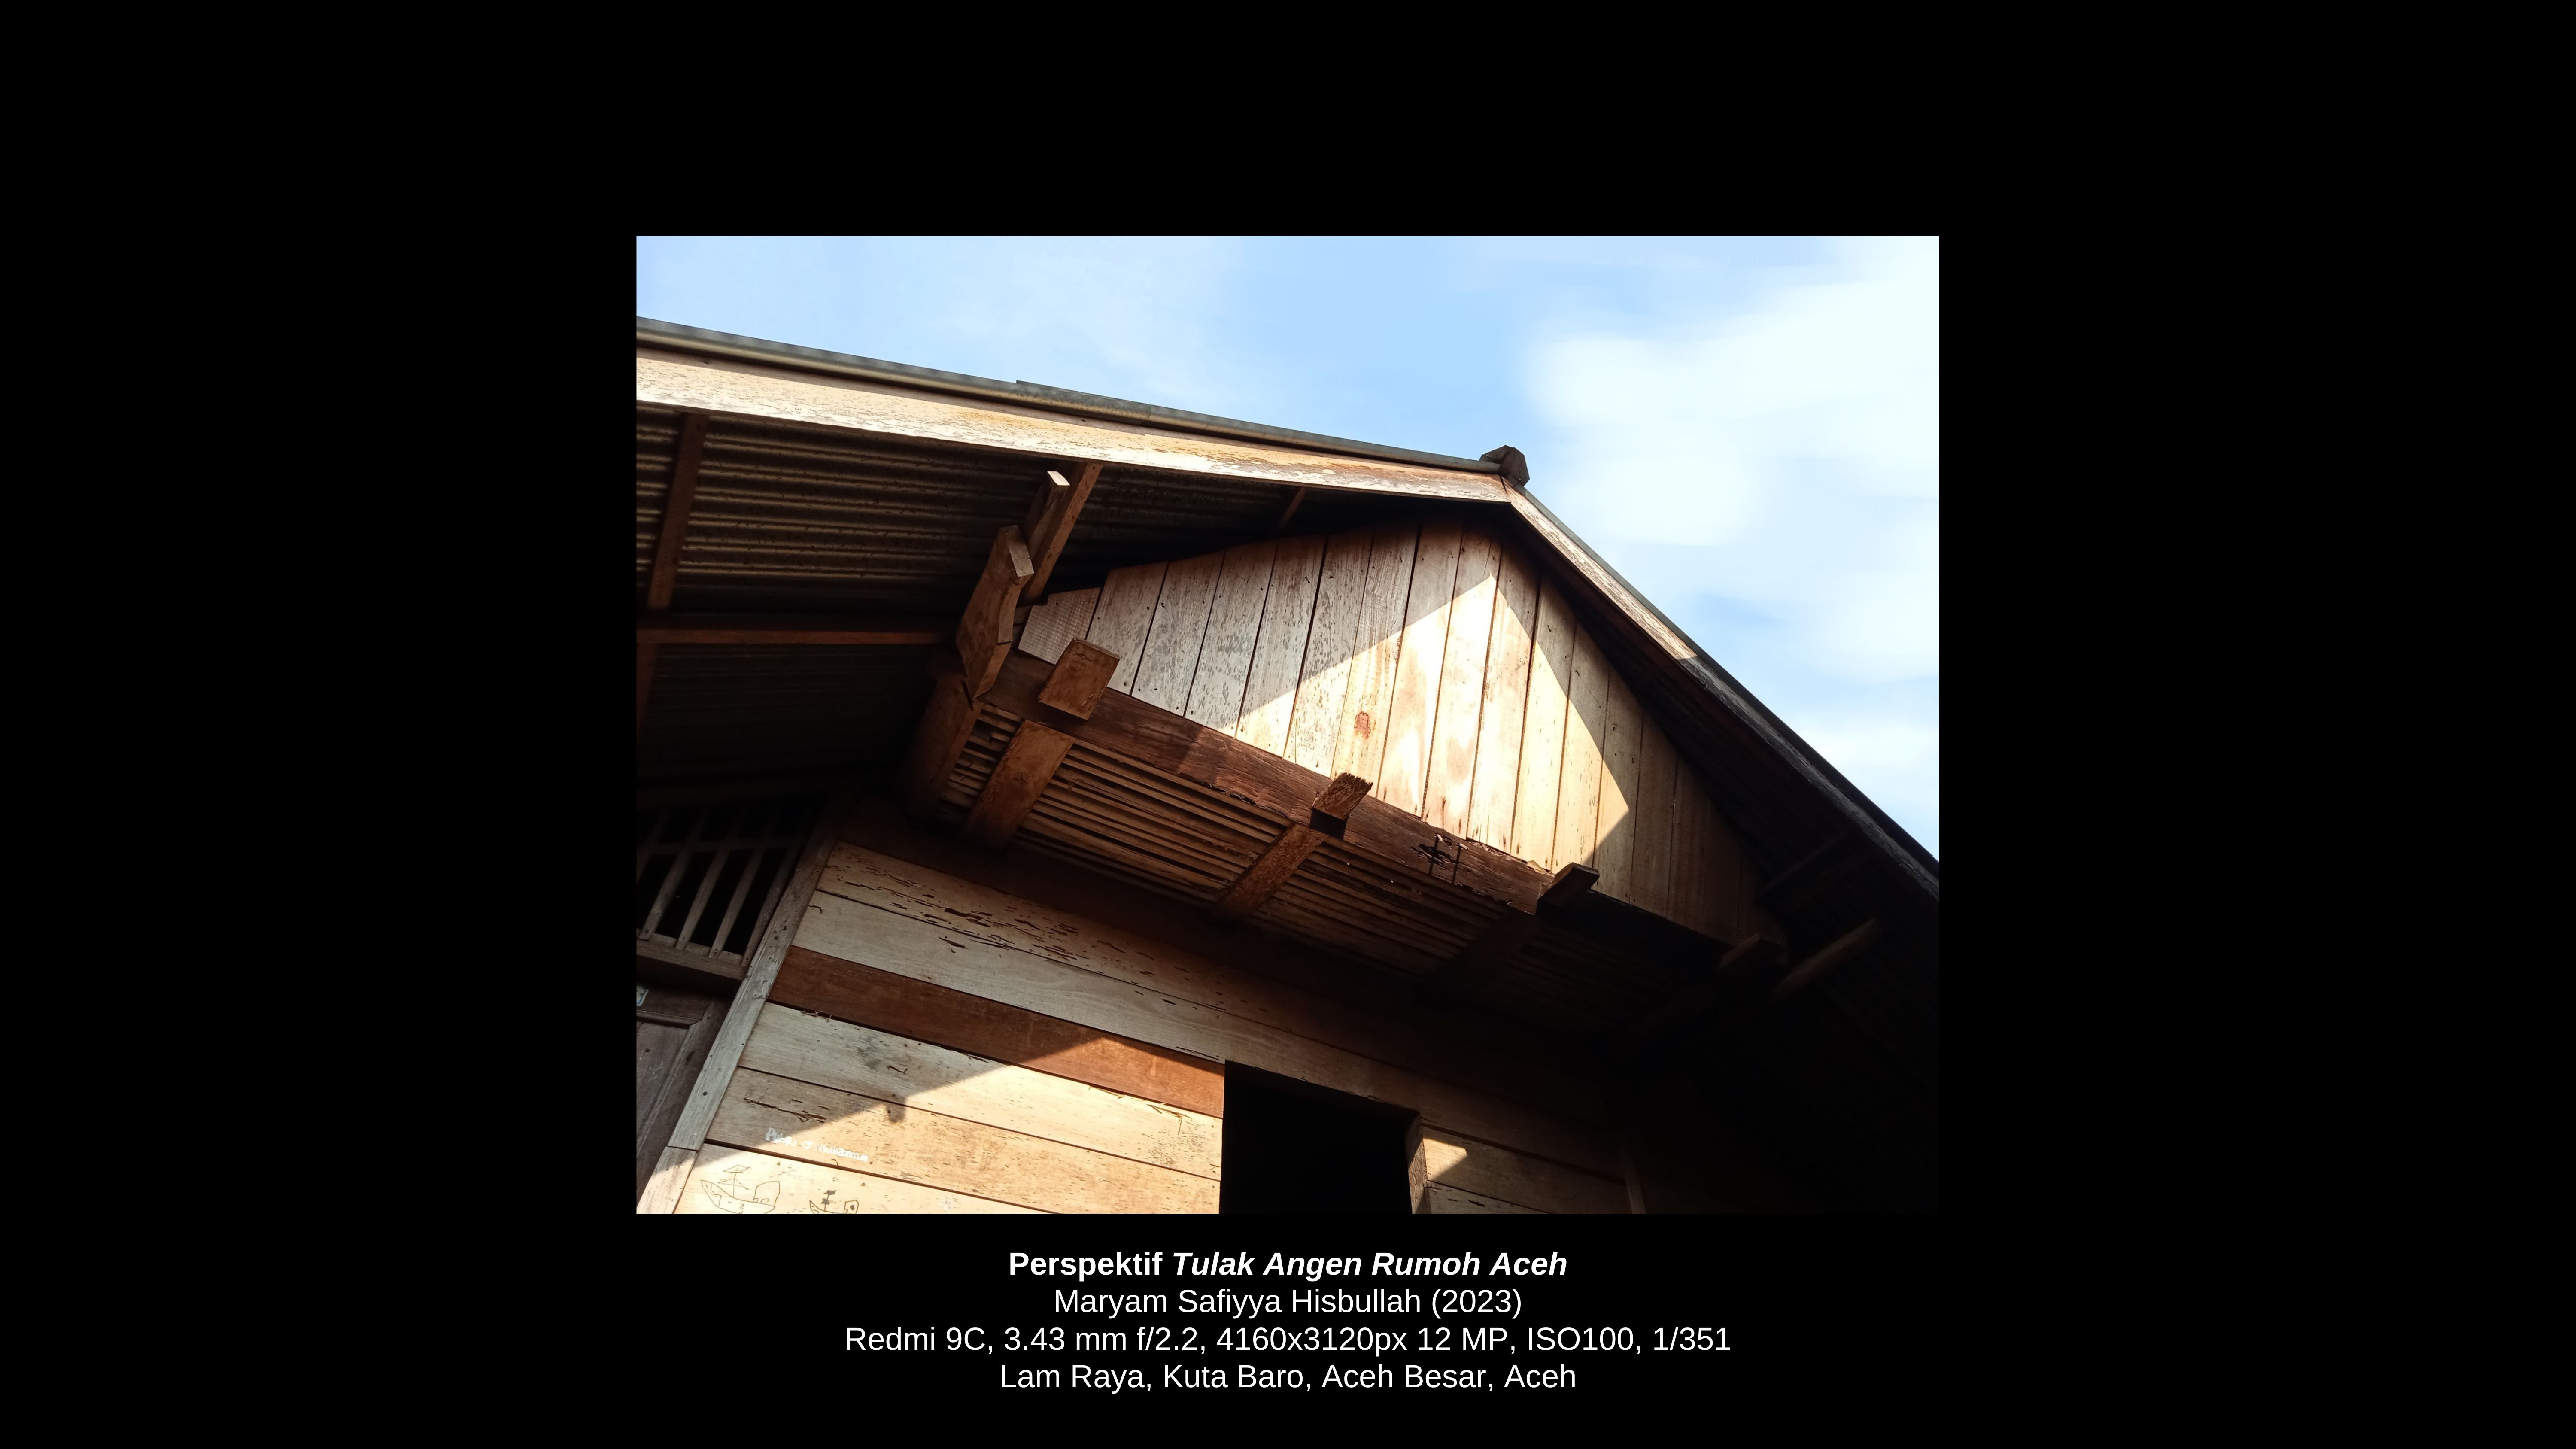 Perspektif Tulak Angen Rumoh Aceh
Maryam Safiyya Hisbullah (2023)
Redmi 9C, 3.43 mm f/2.2, 4160x3120px 12 MP, ISO100, 1/351
Lam Raya, Kuta Baro, Aceh Besar, Aceh